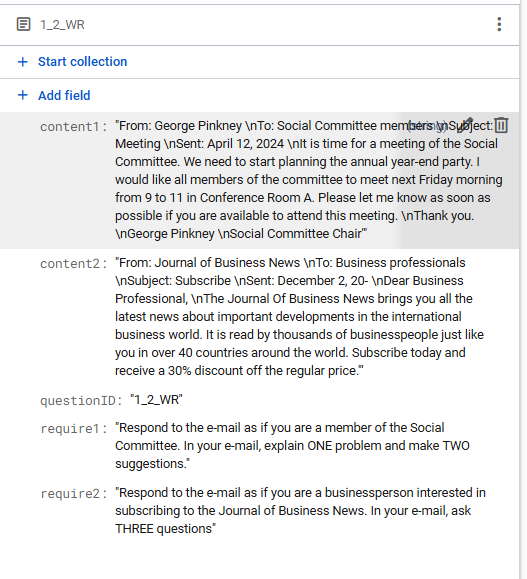 1_2_WR
+ Start collection
+ Add field
content1: "From: George Pinkney \nTo: Social Committee members \nSubject:
(string)
Meeting \nSent: April 12, 2024 \nIt is time for a meeting of the Social
Committee. We need to start planning the annual year-end party. I
would like all members of the committee to meet next Friday morning
from 9 to 11 in Conference Room A. Please let me know as soon as
possible if you are available to attend this meeting. \nThank you.
\nGeorge Pinkney \nSocial Committee Chair'"
content2: "From: Journal of Business News \nTo: Business professionals
\nSubject: Subscribe \nSent: December 2, 20- \nDear Business
Professional, \nThe Journal Of Business News brings you all the
latest news about important developments in the international
business world. It is read by thousands of businesspeople just like
you in over 40 countries around the world. Subscribe today and
receive a 30% discount off the regular price.'"
questionID: "1_2_WR"
require1: "Respond to the e-mail as if you are a member of the Social
Committee. In your e-mail, explain ONE problem and make TWO
suggestions."
require2: "Respond to the e-mail as if you are a businessperson interested in
subscribing to the Journal of Business News. In your e-mail, ask
THREE questions"